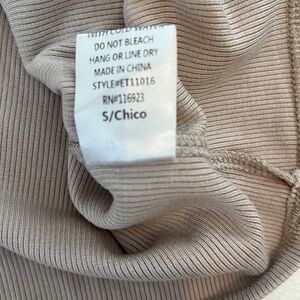 WITH COLD WATER
DO NOT BLEACH
HANG OR LINE DRY
MADE IN CHINA
STYLE#ET11016
RN#116923
S/Chico